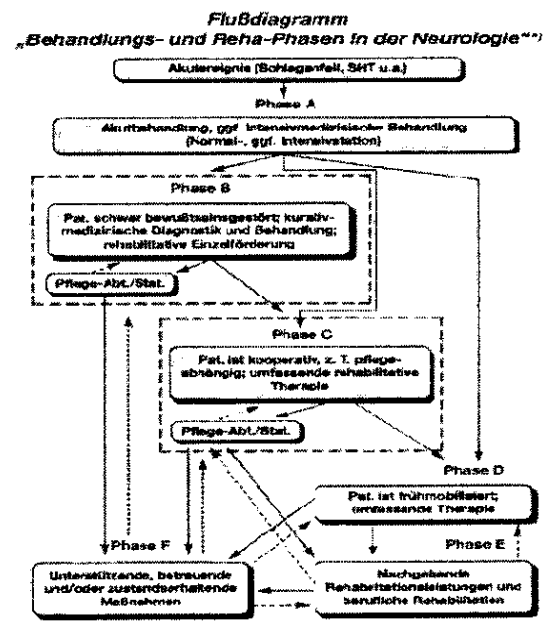 Flußdiagramm
„Behandlungs- und Reha-Phasen in der Neurologie“*)
Akutereignis (Schlaganfall, SHT u.a.)
Phase A
Akutbehandlung, ggf. intensivmedizinische Behandlung
(Normal-, ggf. Intensivstation)
Phase B
Pat. schwer bewußtseinsgestört; kurativ-
medizinische Diagnostik und Behandlung;
rehabilitative Einzelförderung
Pflege-Abt./Stat.
Phase C
Pat. ist kooperativ, z. T. pflege-
abhängig; umfassende rehabilitative
Therapie
Pflege-Abt./Stat.
Phase D
Pat. ist frühmobilisiert;
umfassende Therapie
Phase E
Nachgehende
Rehabilitationsleistungen und
berufliche Rehabilitation
Phase F
Unterstützende, betreuende
und/oder zustandserhaltende
Maßnahmen